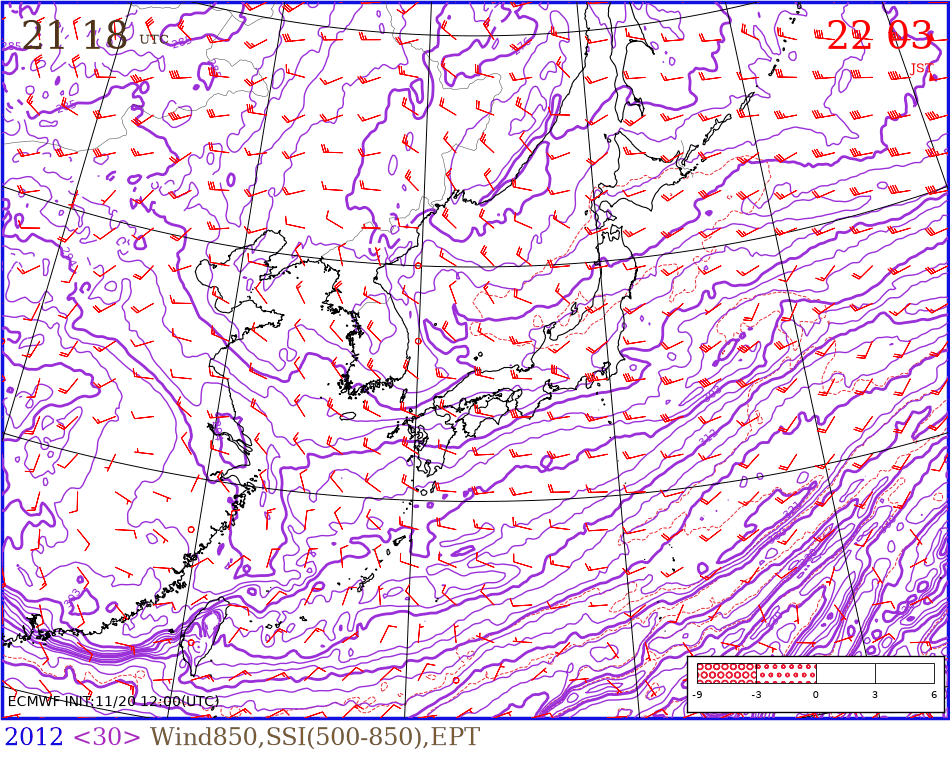 21 18 UTC
22 03
JST
ECMWF INIT:11/20 12:00(UTC)
-9 -3 0 3 6
2012 <30> Wind850,SSI(500-850),EPT